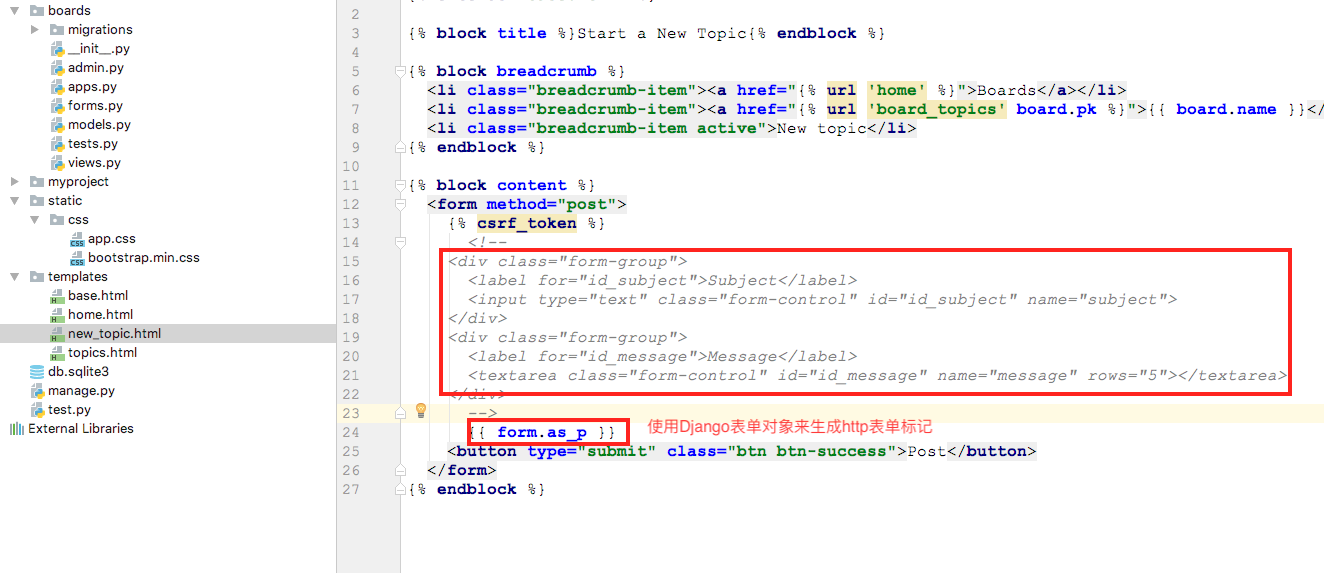 boards
migrations
__init__.py
admin.py
apps.py
forms.py
models.py
tests.py
views.py
myproject
static
css
app.css
bootstrap.min.css
templates
base.html
home.html
new_topic.html
topics.html
db.sqlite3
manage.py
test.py
External Libraries
2
3 {% block title %}Start a New Topic{% endblock %}
4
5 {% block breadcrumb %}
6 <li class="breadcrumb-item"><a href="{% url 'home' %}">Boards</a></li>
7 <li class="breadcrumb-item"><a href="{% url 'board_topics' board.pk %}">{{ board.name }}</
8 <li class="breadcrumb-item active">New topic</li>
9 {% endblock %}
10
11 {% block content %}
12 <form method="post">
13 {% csrf_token %}
14 <!--
15 <div class="form-group">
16 <label for="id_subject">Subject</label>
17 <input type="text" class="form-control" id="id_subject" name="subject">
18 </div>
19 <div class="form-group">
20 <label for="id_message">Message</label>
21 <textarea class="form-control" id="id_message" name="message" rows="5"></textarea>
22 </div>
23 -->
24 {{ form.as_p }} 使用Django表单对象来生成http表单标记
25 <button type="submit" class="btn btn-success">Post</button>
26 </form>
27 {% endblock %}